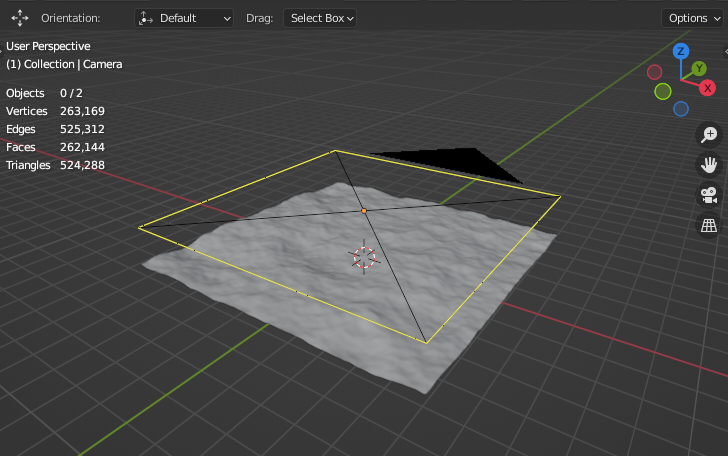 Orientation: Default Drag: Select Box Options
User Perspective
(1) Collection | Camera
Objects 0 / 2
Vertices 263,169
Edges 525,312
Faces 262,144
Triangles 524,288
Z
Y
X